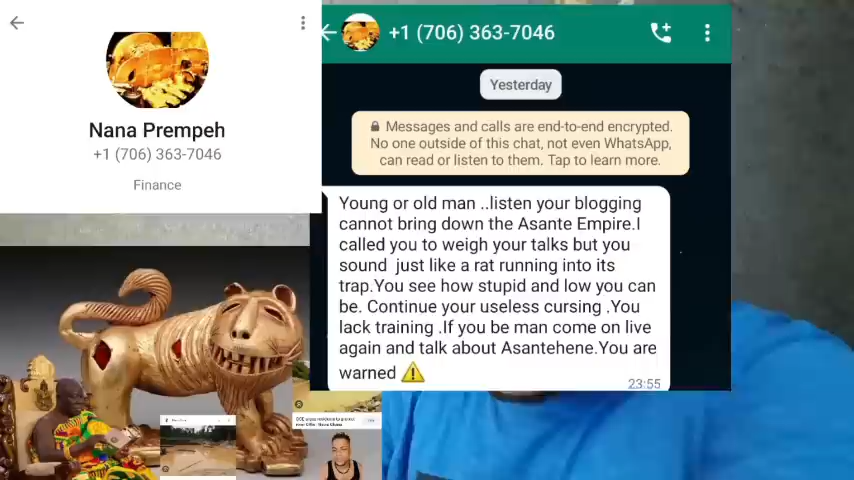 Nana Prempeh
+1 (706) 363-7046
Finance
+1 (706) 363-7046
Yesterday
Messages and calls are end-to-end encrypted.
No one outside of this chat, not even WhatsApp,
can read or listen to them. Tap to learn more.
Young or old man ..listen your blogging
cannot bring down the Asante Empire.I
called you to weigh your talks but you
sound just like a rat running into its
trap.You see how stupid and low you can
be. Continue your useless cursing .You
lack training .If you be man come on live
again and talk about Asantehene.You are
warned ⚠️
23:55